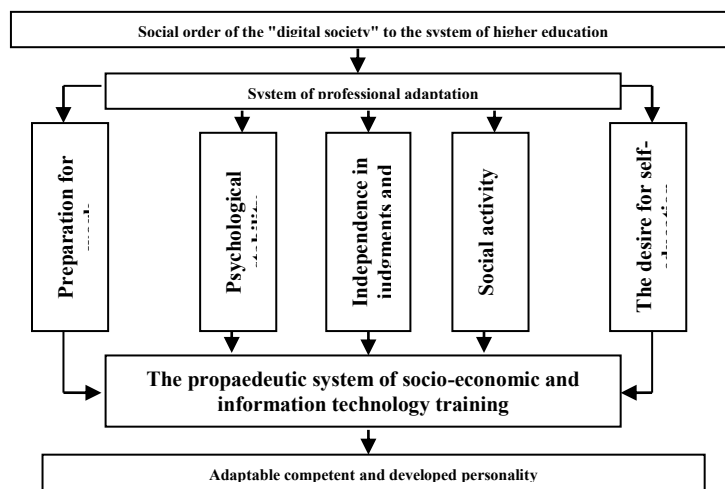 Social order of the "digital society" to the system of higher education
System of professional adaptation
Preparation for
Psychological
Independence in
judgments and
Social activity
The desire for self-
The propaedeutic system of socio-economic and
information technology training
Adaptable competent and developed personality